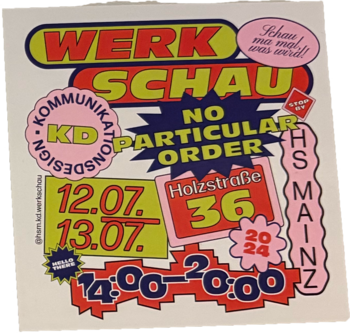 WERK
SCHAU
Schau
ma mal,
was wird!
STOP
BY
KOMMUNIKATIONSDESIGN
KD
NO
PARTICULAR
ORDER
HS MAINZ
12.07.
13.07.
Holzstraße
36
2024
@hsm.kd.werkschau
HELLO
THERE
14:00–20:00